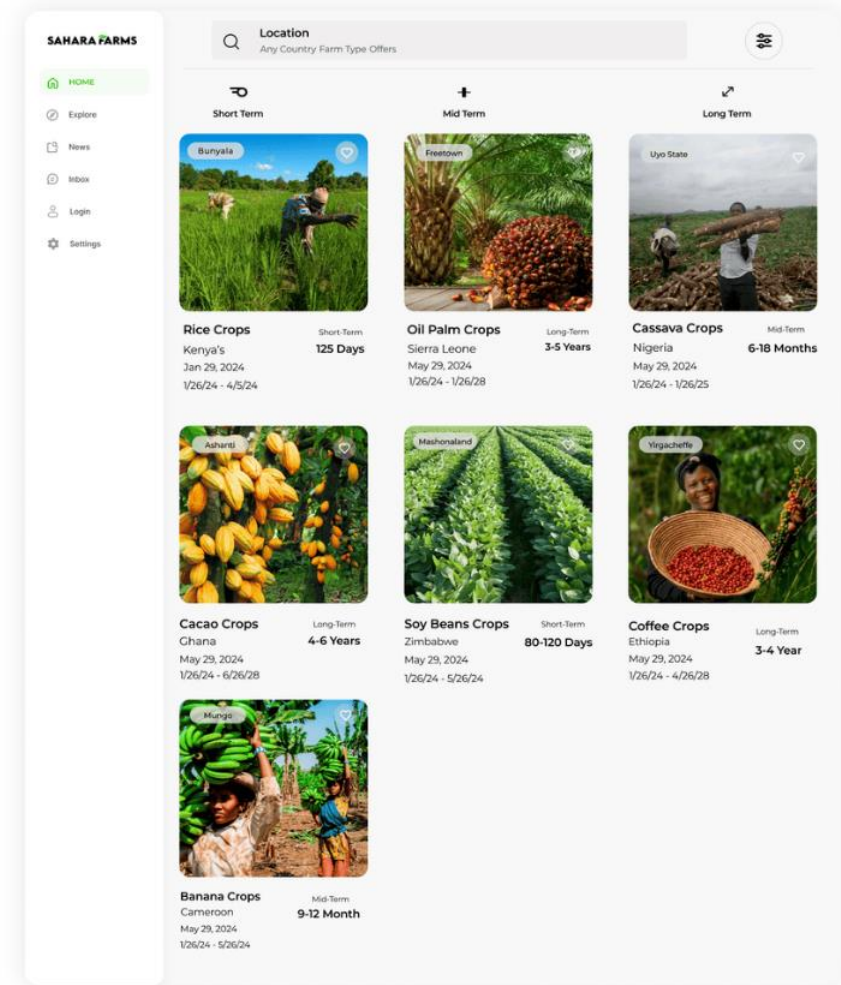 SAHARA FARMS
HOME
Explore
News
Inbox
Login
Settings
Location
Any Country Farm Type Offers
Short Term
Mid Term
Long Term
Bunyala
Rice Crops
Short-Term
Kenya's
125 Days
Jan 29, 2024
1/26/24 - 4/5/24
Freetown
Oil Palm Crops
Long-Term
Sierra Leone
3-5 Years
May 29, 2024
1/26/24 - 1/26/28
Uyo State
Cassava Crops
Mid-Term
Nigeria
6-18 Months
May 29, 2024
1/26/24 - 1/26/25
Ashanti
Cacao Crops
Long-Term
Ghana
4-6 Years
May 29, 2024
1/26/24 - 6/26/28
Mashonaland
Soy Beans Crops
Short-Term
Zimbabwe
80-120 Days
May 29, 2024
1/26/24 - 5/26/24
Yirgacheffe
Coffee Crops
Long-Term
Ethiopia
3-4 Year
May 29, 2024
1/26/24 - 4/26/28
Mungo
Banana Crops
Mid-Term
Cameroon
9-12 Month
May 29, 2024
1/26/24 - 5/26/24